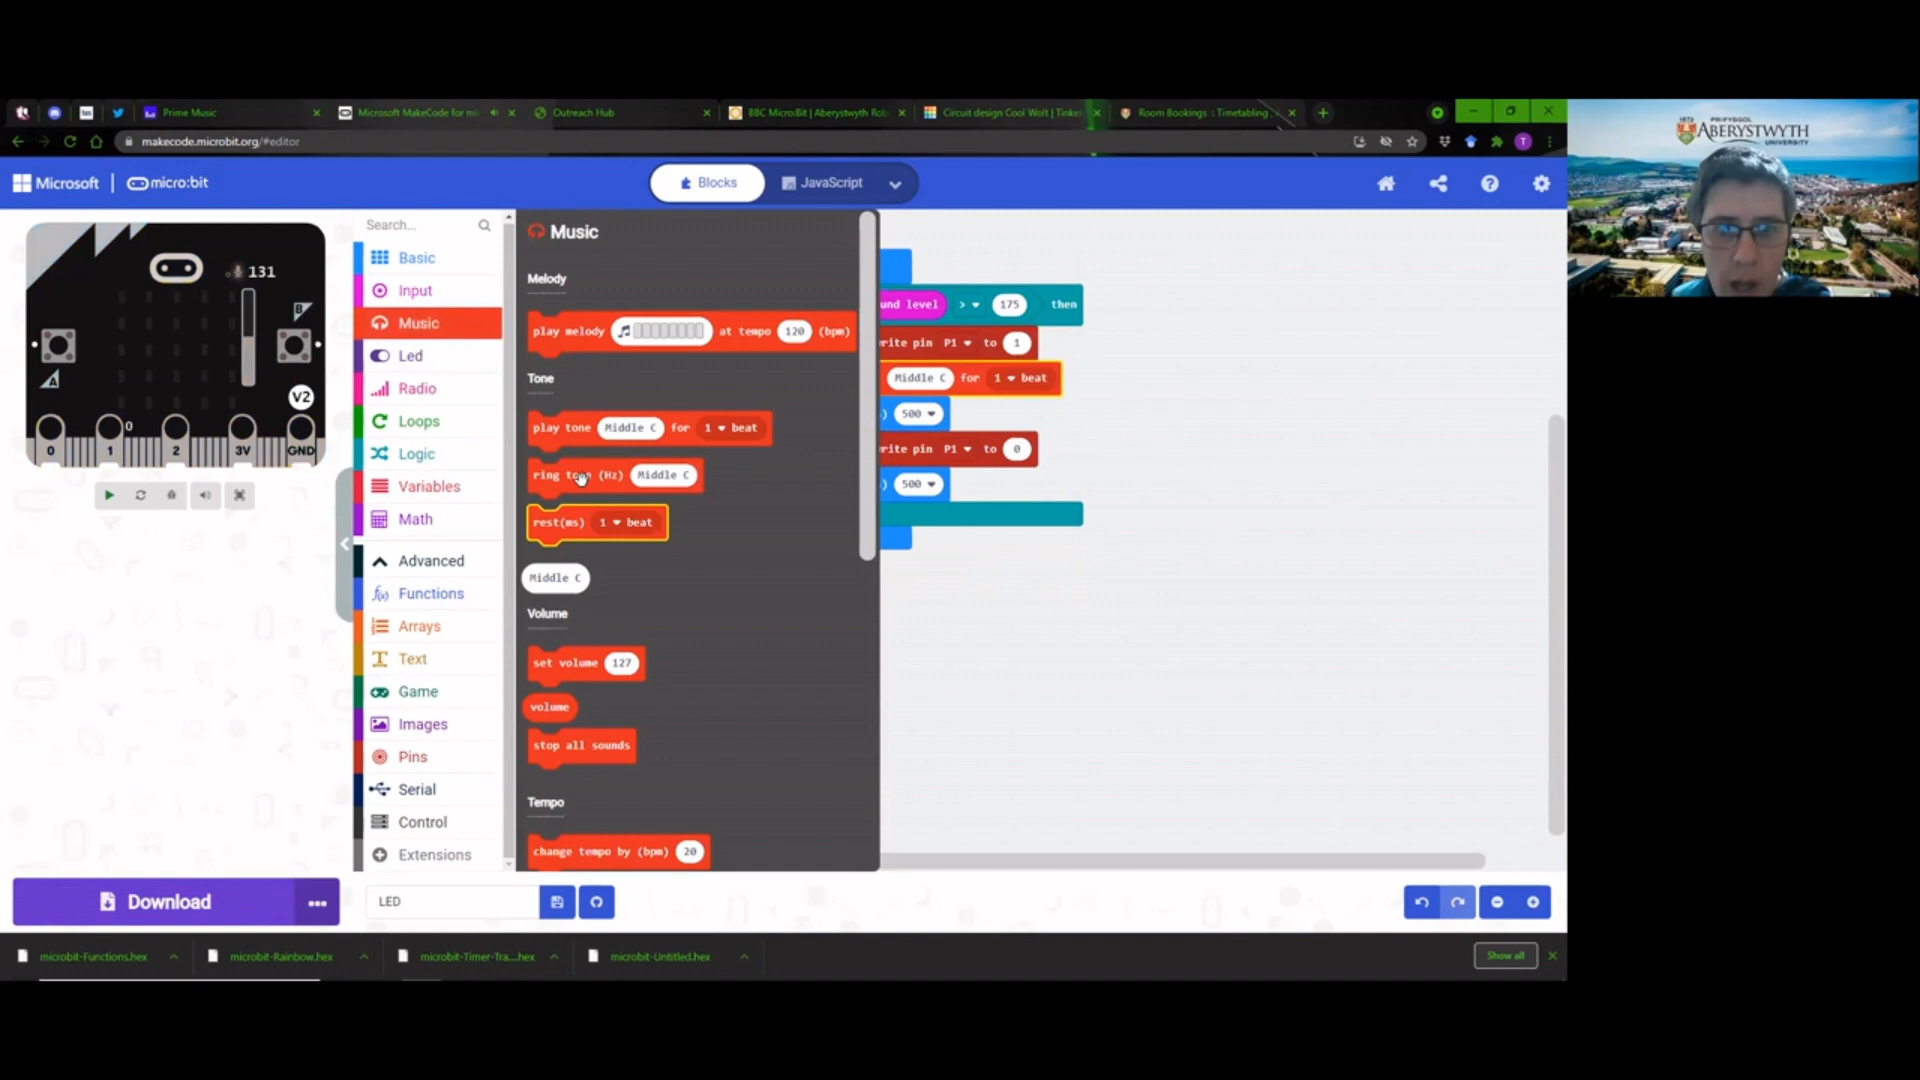 Prime Music
Microsoft MakeCode for mi
Outreach Hub
BBC Micro:Bit | Aberystwyth Rob
Circuit design Cool Wolt | Tinker
Room Bookings : Timetabling ,
makecode.microbit.org/#editor
T
PRIFYSGOL
ABERYSTWYTH
UNIVERSITY
Microsoft
micro:bit
Blocks
JavaScript
131
B
A
V2
0
0
1
2
3V
GND
Search...
Basic
Input
Music
Led
Radio
Loops
Logic
Variables
Math
Advanced
Functions
Arrays
Text
Game
Images
Pins
Serial
Control
Extensions
Music
Melody
play melody at tempo 120 (bpm)
Tone
play tone Middle C for 1 beat
ring tone (Hz) Middle C
rest(ms) 1 beat
Middle C
Volume
set volume 127
volume
stop all sounds
Tempo
change tempo by (bpm) 20
und level > 175 then
rite pin P1 to 1
Middle C for 1 beat
) 500
rite pin P1 to 0
) 500
Download
...
LED
microbit-Functions.hex
microbit-Rainbow.hex
microbit-Timer-Tra....hex
microbit-Untitled.hex
Show all